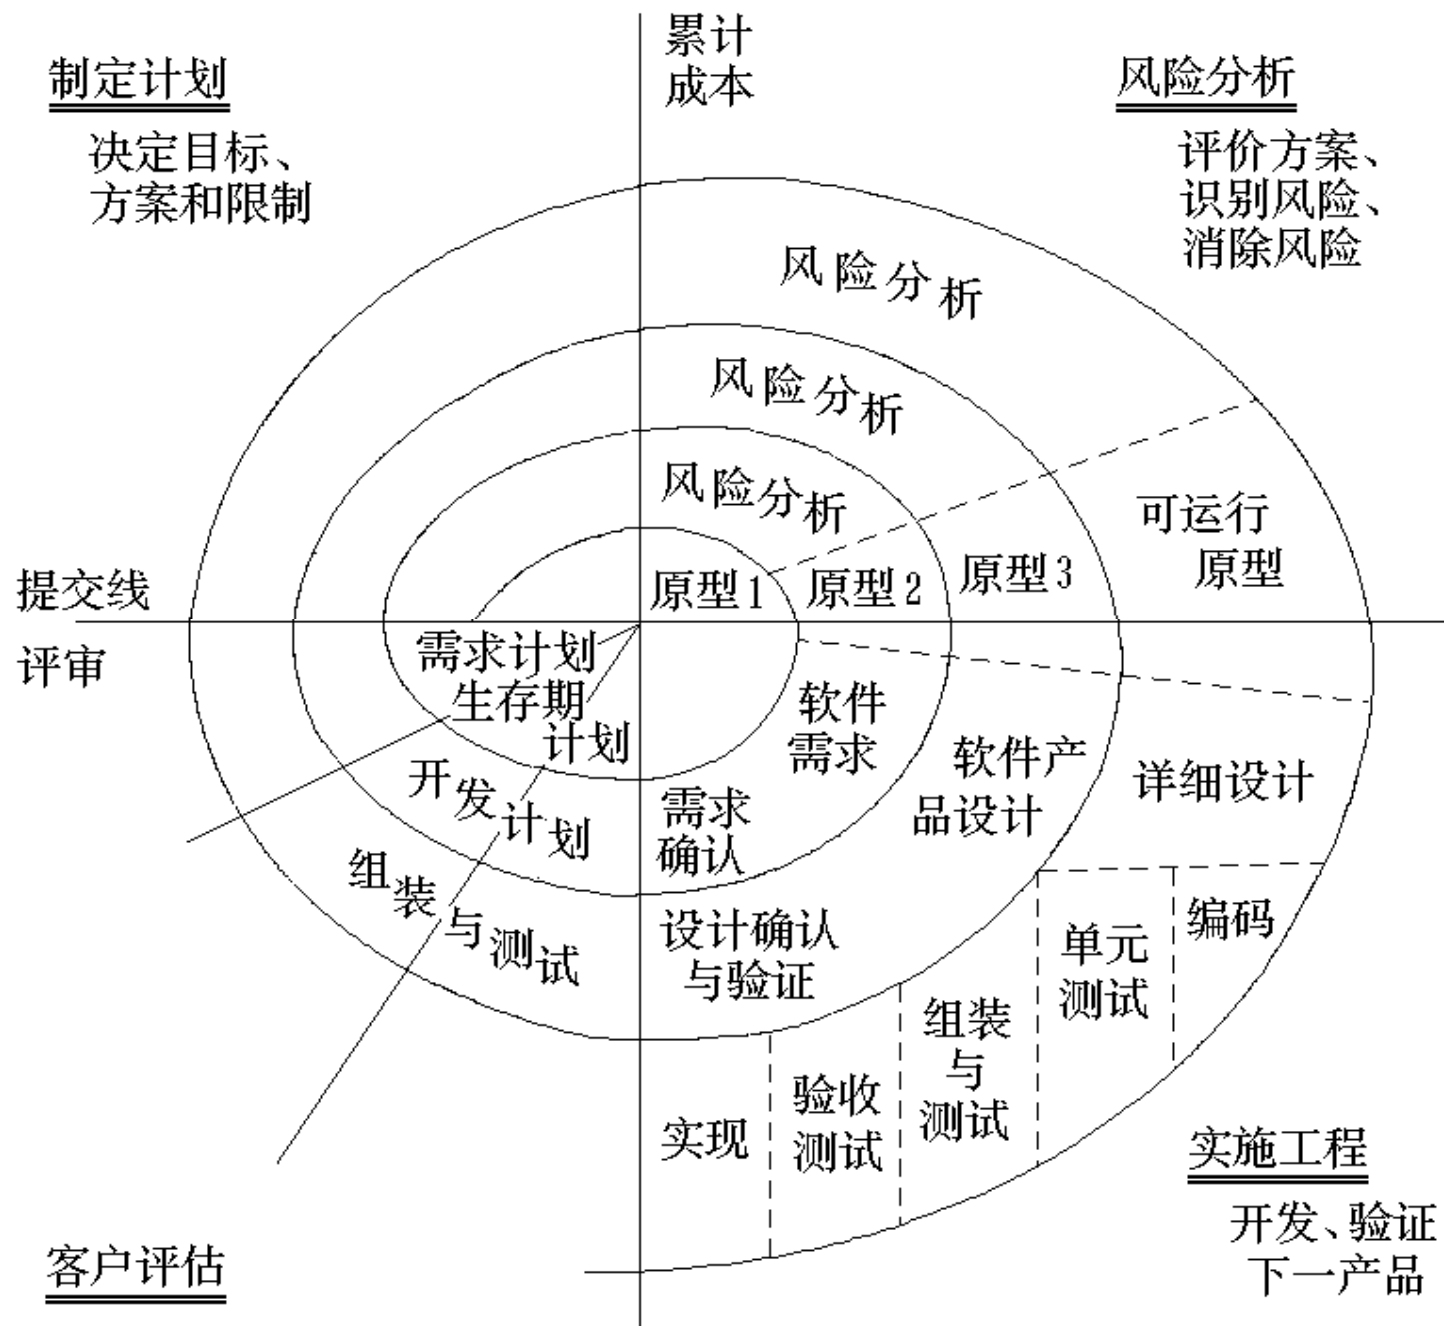 累计
成本
制定计划
决定目标、
方案和限制
风险分析
评价方案、
识别风险、
消除风险
风险分析
风险分析
风险分析
可运行
原型
原型1
原型2
原型3
提交线
评审
需求计划
生存期
计划
开发计划
组装与测试
软件
需求
需求
确认
软件产
品设计
设计确认
与验证
详细设计
编码
单元
测试
组装
与
测试
验收
测试
实现
实施工程
开发、验证
下一产品
客户评估